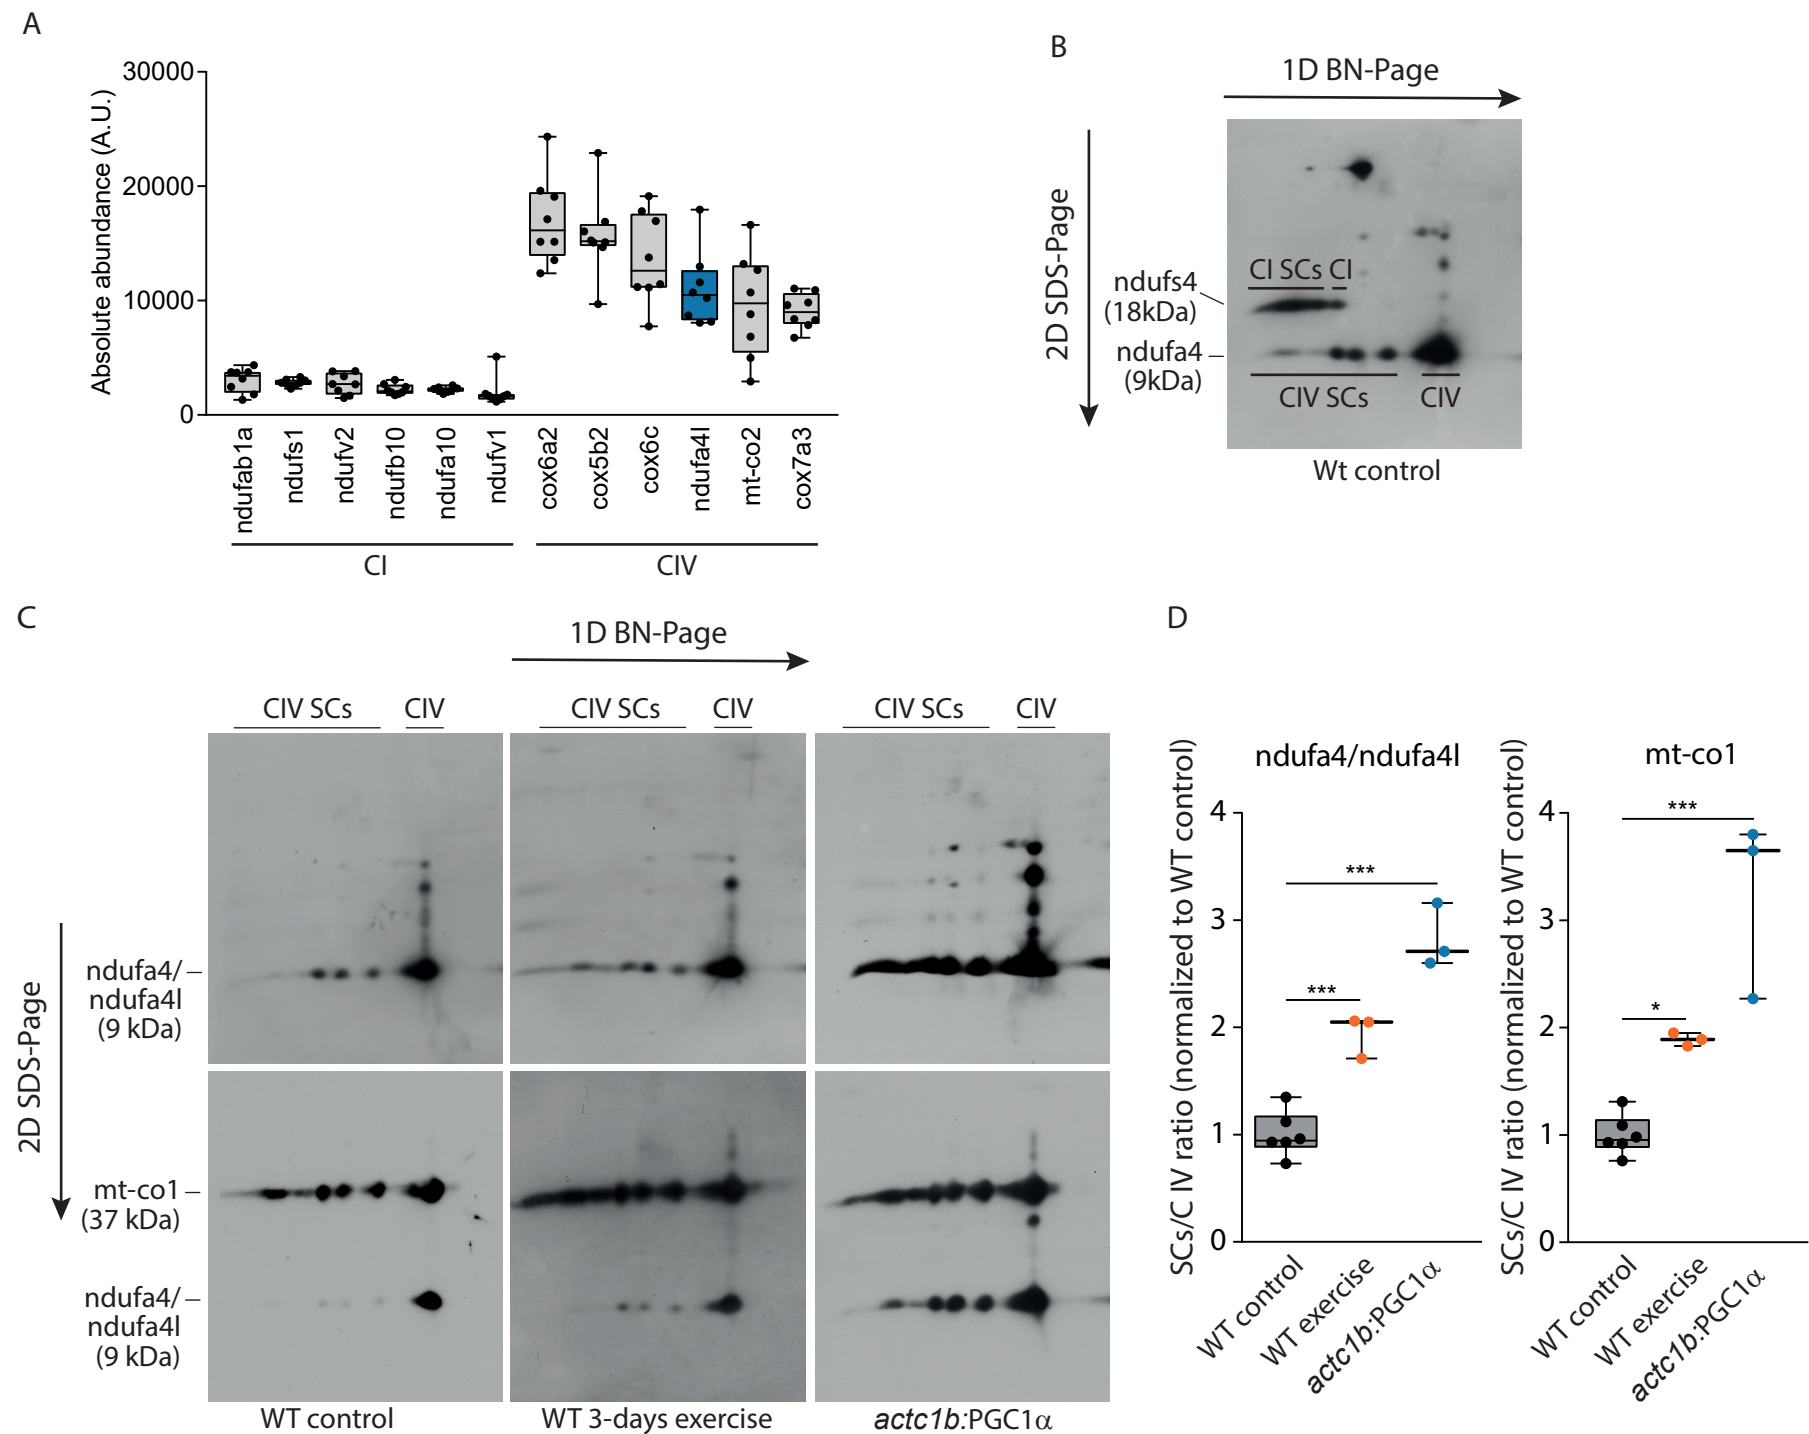 A
Absolute abundance (A.U.)
30000
20000
10000
0
ndufab1a
ndufs1
ndufv2
ndufb10
ndufa10
ndufv1
cox6a2
cox5b2
cox6c
ndufa4l
mt-co2
cox7a3
CI
CIV
B
1D BN-Page
2D SDS-Page
CI SCs
CI
ndufs4
(18kDa)
ndufa4
(9kDa)
CIV SCs
CIV
Wt control
C
1D BN-Page
CIV SCs
CIV
CIV SCs
CIV
CIV SCs
CIV
2D SDS-Page
ndufa4/
ndufa4l
(9 kDa)
mt-co1
(37 kDa)
ndufa4/
ndufa4l
(9 kDa)
WT control
WT 3-days exercise
actc1b:PGC1α
D
SCs/C IV ratio (normalized to WT control)
ndufa4/ndufa4l
4
3
2
1
0
***
***
WT control
WT exercise
actc1b:PGC1α
SCs/C IV ratio (normalized to WT control)
mt-co1
4
3
2
1
0
***
*
WT control
WT exercise
actc1b:PGC1α